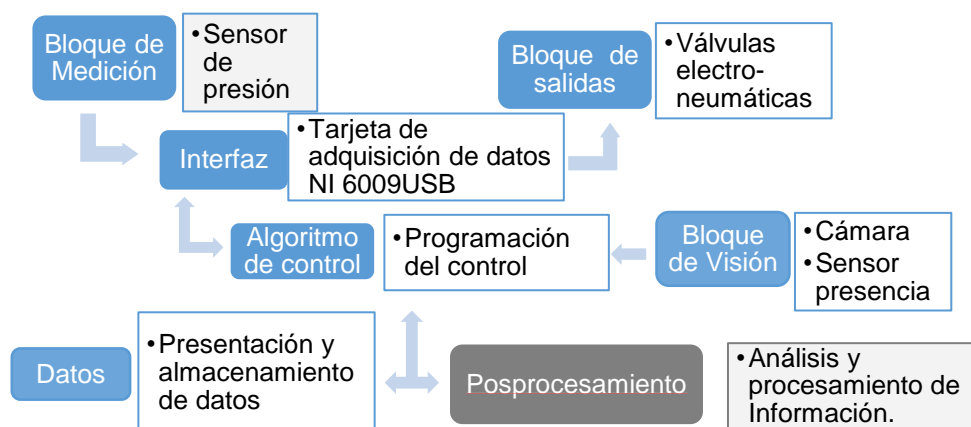 Bloque de
Medición
•Sensor
de
presión
Bloque de
salidas
•Válvulas
electro-
neumáticas
Interfaz
•Tarjeta de
adquisición de datos
NI 6009USB
Algoritmo
de control
•Programación
del control
Bloque
de Visión
•Cámara
•Sensor
presencia
Datos
•Presentación y
almacenamiento
de datos
Posprocesamiento
•Análisis y
procesamiento de
Información.